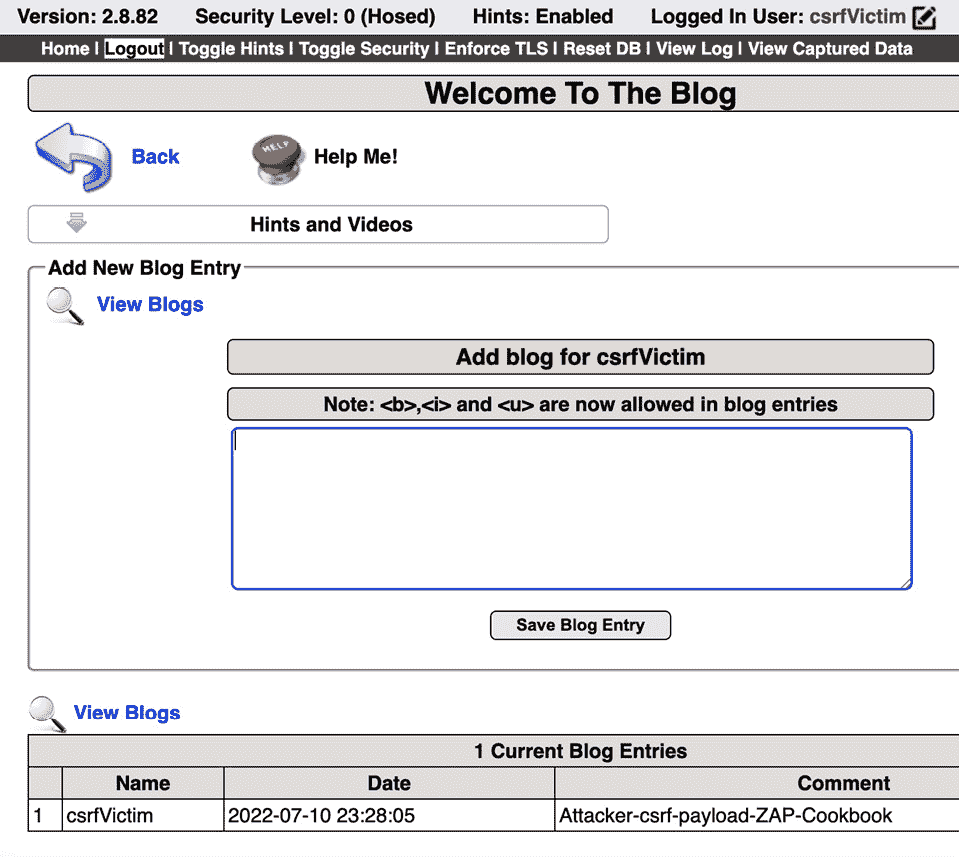 Version: 2.8.82 Security Level: 0 (Hosed) Hints: Enabled Logged In User: csrfVictim
Home | Logout | Toggle Hints | Toggle Security | Enforce TLS | Reset DB | View Log | View Captured Data
Welcome To The Blog
Back HELP Help Me!
Hints and Videos
Add New Blog Entry
View Blogs
Add blog for csrfVictim
Note: <b>,<i> and <u> are now allowed in blog entries
Save Blog Entry
View Blogs
1 Current Blog Entries
Name Date Comment
1 csrfVictim 2022-07-10 23:28:05 Attacker-csrf-payload-ZAP-Cookbook